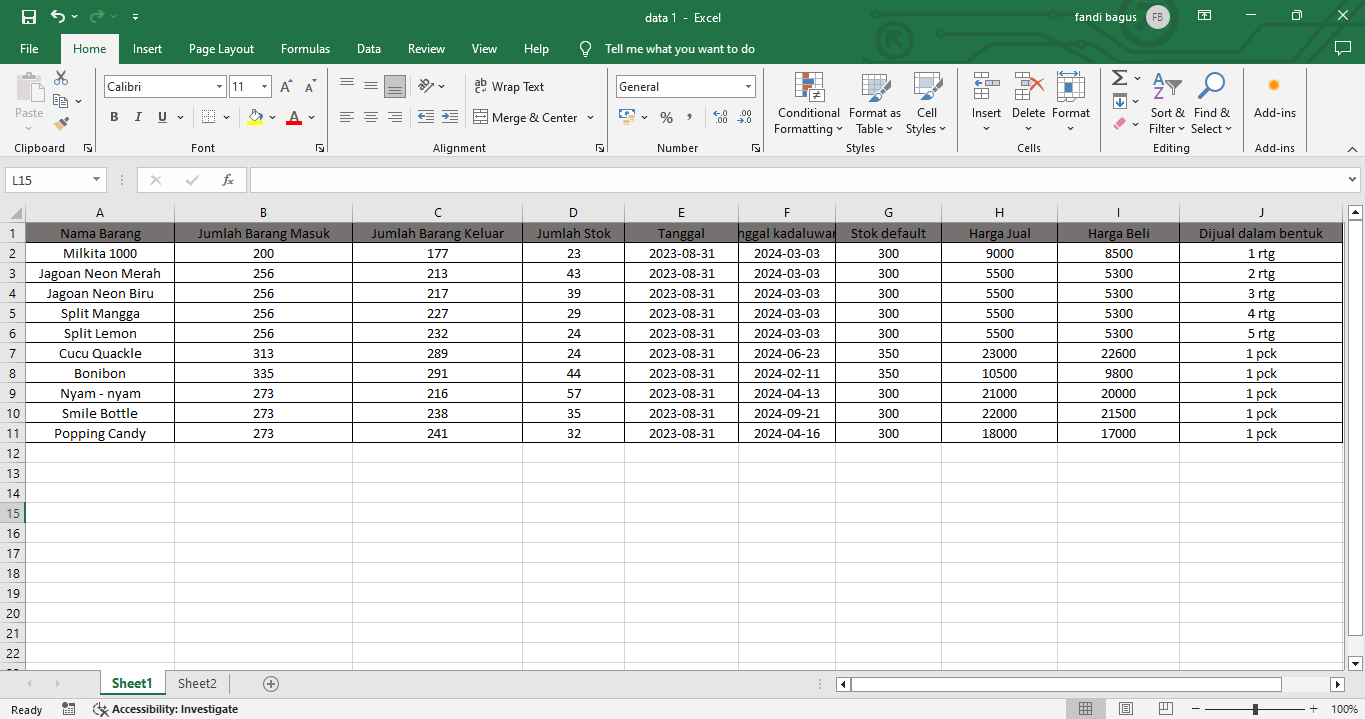 data 1 - Excel
fandi bagus FB
File Home Insert Page Layout Formulas Data Review View Help Tell me what you want to do
Paste
Calibri 11
B I U
ab Wrap Text
Merge & Center
General
%
Conditional Formatting
Format as Table
Cell Styles
Insert Delete Format
Sort & Filter
Find & Select
Add-ins
Clipboard Font Alignment Number Styles Cells Editing Add-ins
L15 fx
A B C D E F G H I J
1 Nama Barang Jumlah Barang Masuk Jumlah Barang Keluar Jumlah Stok Tanggal nggal kadaluwar Stok default Harga Jual Harga Beli Dijual dalam bentuk
2 Milkita 1000 200 177 23 2023-08-31 2024-03-03 300 9000 8500 1 rtg
3 Jagoan Neon Merah 256 213 43 2023-08-31 2024-03-03 300 5500 5300 2 rtg
4 Jagoan Neon Biru 256 217 39 2023-08-31 2024-03-03 300 5500 5300 3 rtg
5 Split Mangga 256 227 29 2023-08-31 2024-03-03 300 5500 5300 4 rtg
6 Split Lemon 256 232 24 2023-08-31 2024-03-03 300 5500 5300 5 rtg
7 Cucu Quackle 313 289 24 2023-08-31 2024-06-23 350 23000 22600 1 pck
8 Bonibon 335 291 44 2023-08-31 2024-02-11 350 10500 9800 1 pck
9 Nyam - nyam 273 216 57 2023-08-31 2024-04-13 300 21000 20000 1 pck
10 Smile Bottle 273 238 35 2023-08-31 2024-09-21 300 22000 21500 1 pck
11 Popping Candy 273 241 32 2023-08-31 2024-04-16 300 18000 17000 1 pck
12
13
14
15
16
17
18
19
20
21
22
Sheet1 Sheet2
Ready Accessibility: Investigate 100%